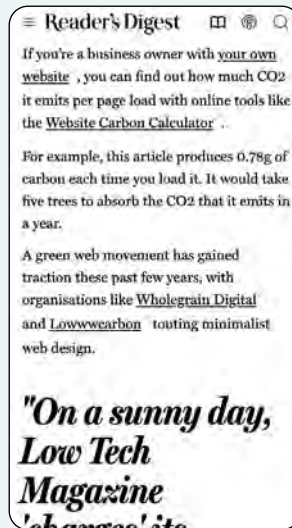 Reader's Digest
If you're a business owner with your own
website , you can find out how much CO2
it emits per page load with online tools like
the Website Carbon Calculator .
For example, this article produces 0.78g of
carbon each time you load it. It would take
five trees to absorb the CO2 that it emits in
a year.
A green web movement has gained
traction these past few years, with
organisations like Wholegrain Digital
and Lowwwcarbon touting minimalist
web design.
"On a sunny day,
Low Tech
Magazine
'charges' its